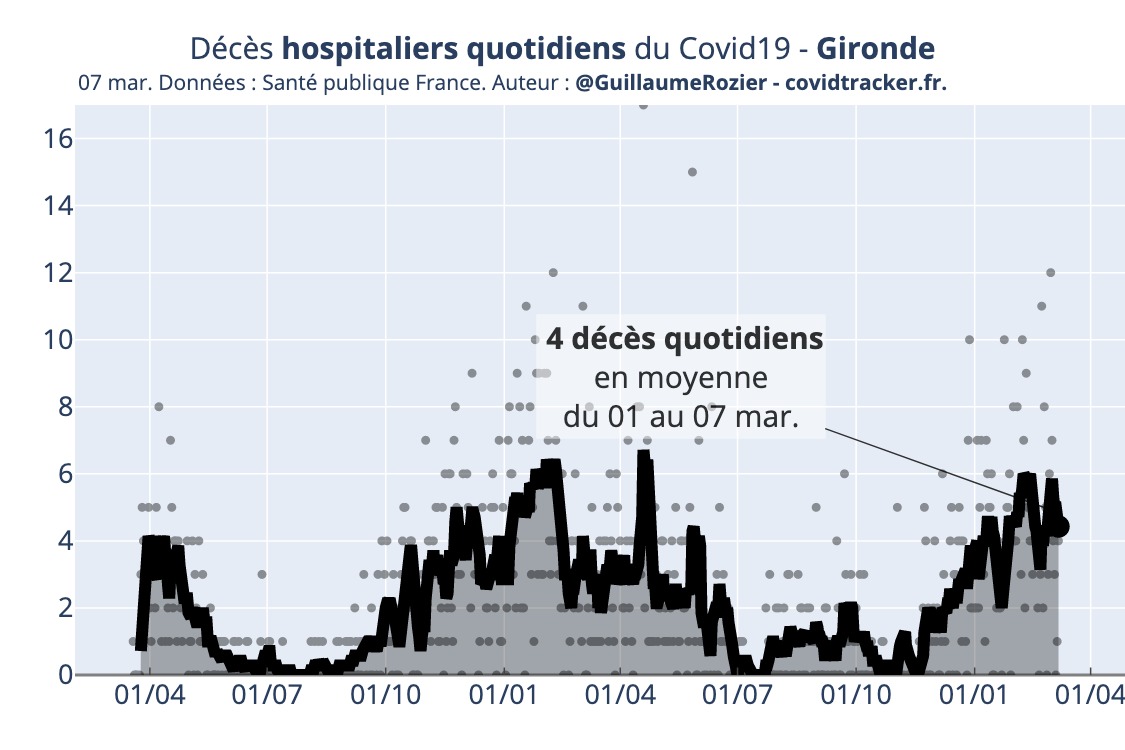 Décès hospitaliers quotidiens du Covid19 - Gironde
07 mar. Données : Santé publique France. Auteur : @GuillaumeRozier - covidtracker.fr.
16
14
12
10
8
6
4
2
0
4 décès quotidiens
en moyenne
du 01 au 07 mar.
01/04 01/07 01/10 01/01 01/04 01/07 01/10 01/01 01/04